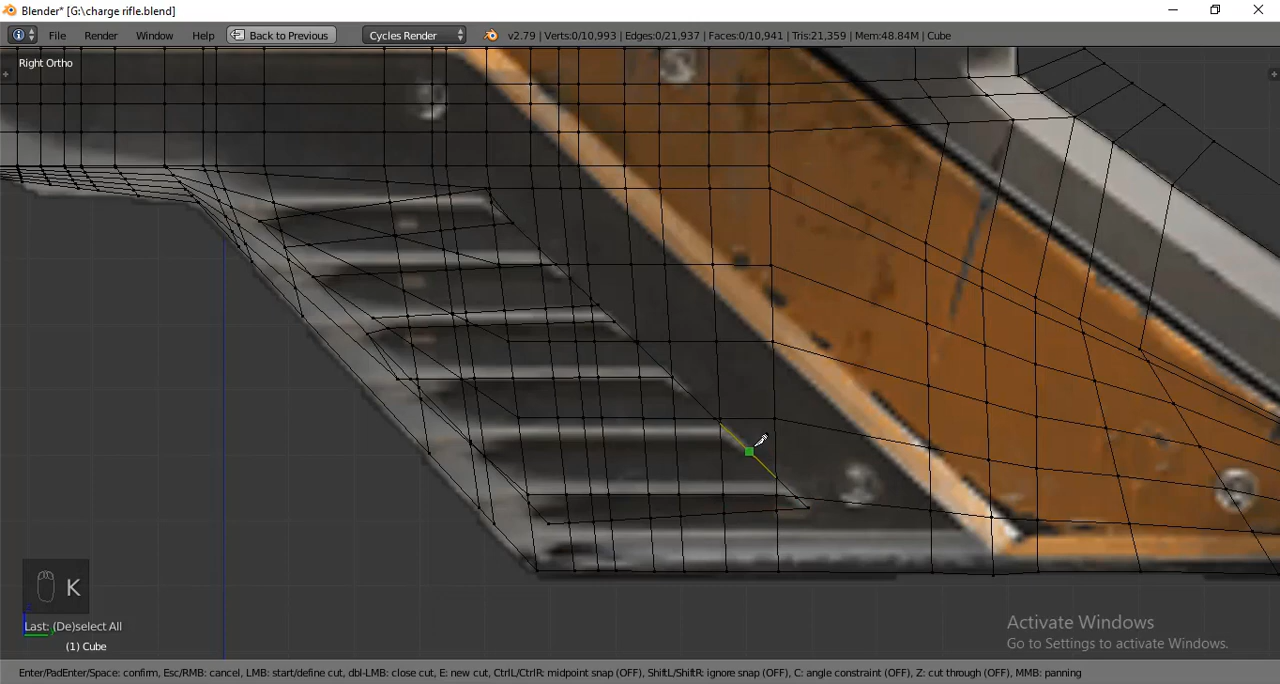 Blender* [G:\charge rifle.blend]
File Render Window Help Back to Previous Cycles Render v2.79 | Verts:0/10,993 | Edges:0/21,937 | Faces:0/10,941 | Tris:21,359 | Mem:48.84M | Cube
Right Ortho
K
Last: (De)select All
(1) Cube
Activate Windows
Go to Settings to activate Windows.
Enter/PadEnter/Space: confirm, Esc/RMB: cancel, LMB: start/define cut, dbl-LMB: close cut, E: new cut, CtrlL/CtrlR: midpoint snap (OFF), ShiftL/ShiftR: ignore snap (OFF), C: angle constraint (OFF), Z: cut through (OFF), MMB: panning